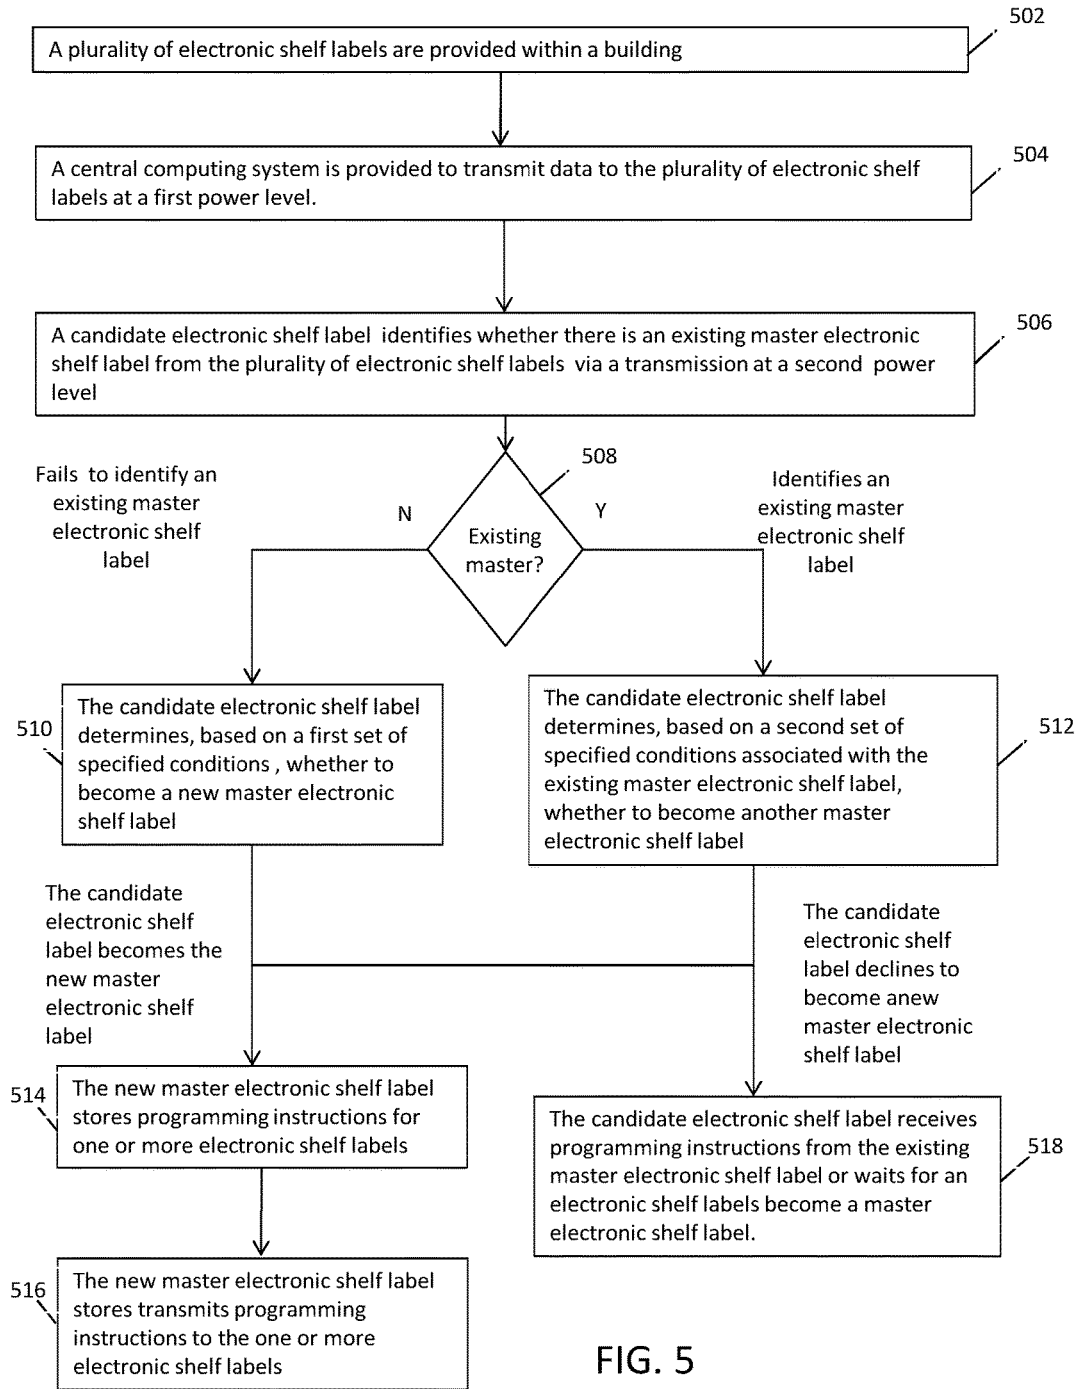 502
A plurality of electronic shelf labels are provided within a building
504
A central computing system is provided to transmit data to the plurality of electronic shelf
labels at a first power level.
506
A candidate electronic shelf label identifies whether there is an existing master electronic
shelf label from the plurality of electronic shelf labels via a transmission at a second power
level
508
Fails to identify an
existing master
electronic shelf
label
N
Existing
master?
Y
Identifies an
existing master
electronic shelf
label
510
The candidate electronic shelf label
determines, based on a first set of
specified conditions , whether to
become a new master electronic
shelf label
512
The candidate electronic shelf label
determines, based on a second set of
specified conditions associated with the
existing master electronic shelf label,
whether to become another master
electronic shelf label
The candidate
electronic shelf
label becomes the
new master
electronic shelf
label
The candidate
electronic shelf
label declines to
become anew
master electronic
shelf label
514
The new master electronic shelf label
stores programming instructions for
one or more electronic shelf labels
518
The candidate electronic shelf label receives
programming instructions from the existing
master electronic shelf label or waits for an
electronic shelf labels become a master
electronic shelf label.
516
The new master electronic shelf label
stores transmits programming
instructions to the one or more
electronic shelf labels
FIG. 5